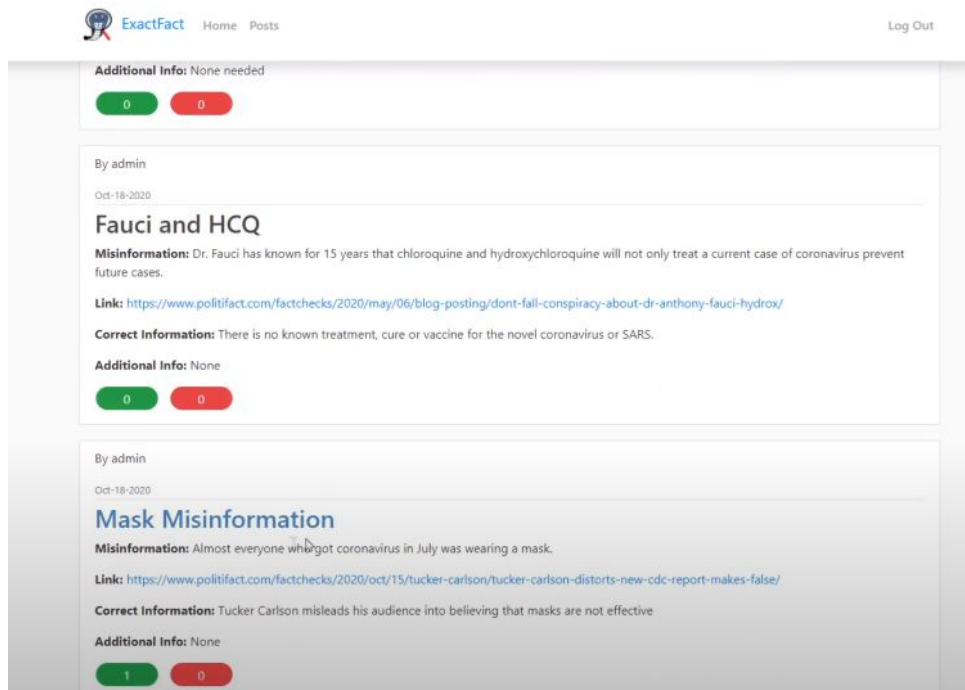 ExactFact Home Posts Log Out
Additional Info: None needed
0 0
By admin
Oct-18-2020
Fauci and HCQ
Misinformation: Dr. Fauci has known for 15 years that chloroquine and hydroxychloroquine will not only treat a current case of coronavirus prevent
future cases.
Link: https://www.politifact.com/factchecks/2020/may/06/blog-posting/dont-fall-conspiracy-about-dr-anthony-fauci-hydrox/
Correct Information: There is no known treatment, cure or vaccine for the novel coronavirus or SARS.
Additional Info: None
0 0
By admin
Oct-18-2020
Mask Misinformation
Misinformation: Almost everyone who got coronavirus in July was wearing a mask.
Link: https://www.politifact.com/factchecks/2020/oct/15/tucker-carlson/tucker-carlson-distorts-new-cdc-report-makes-false/
Correct Information: Tucker Carlson misleads his audience into believing that masks are not effective
Additional Info: None
1 0